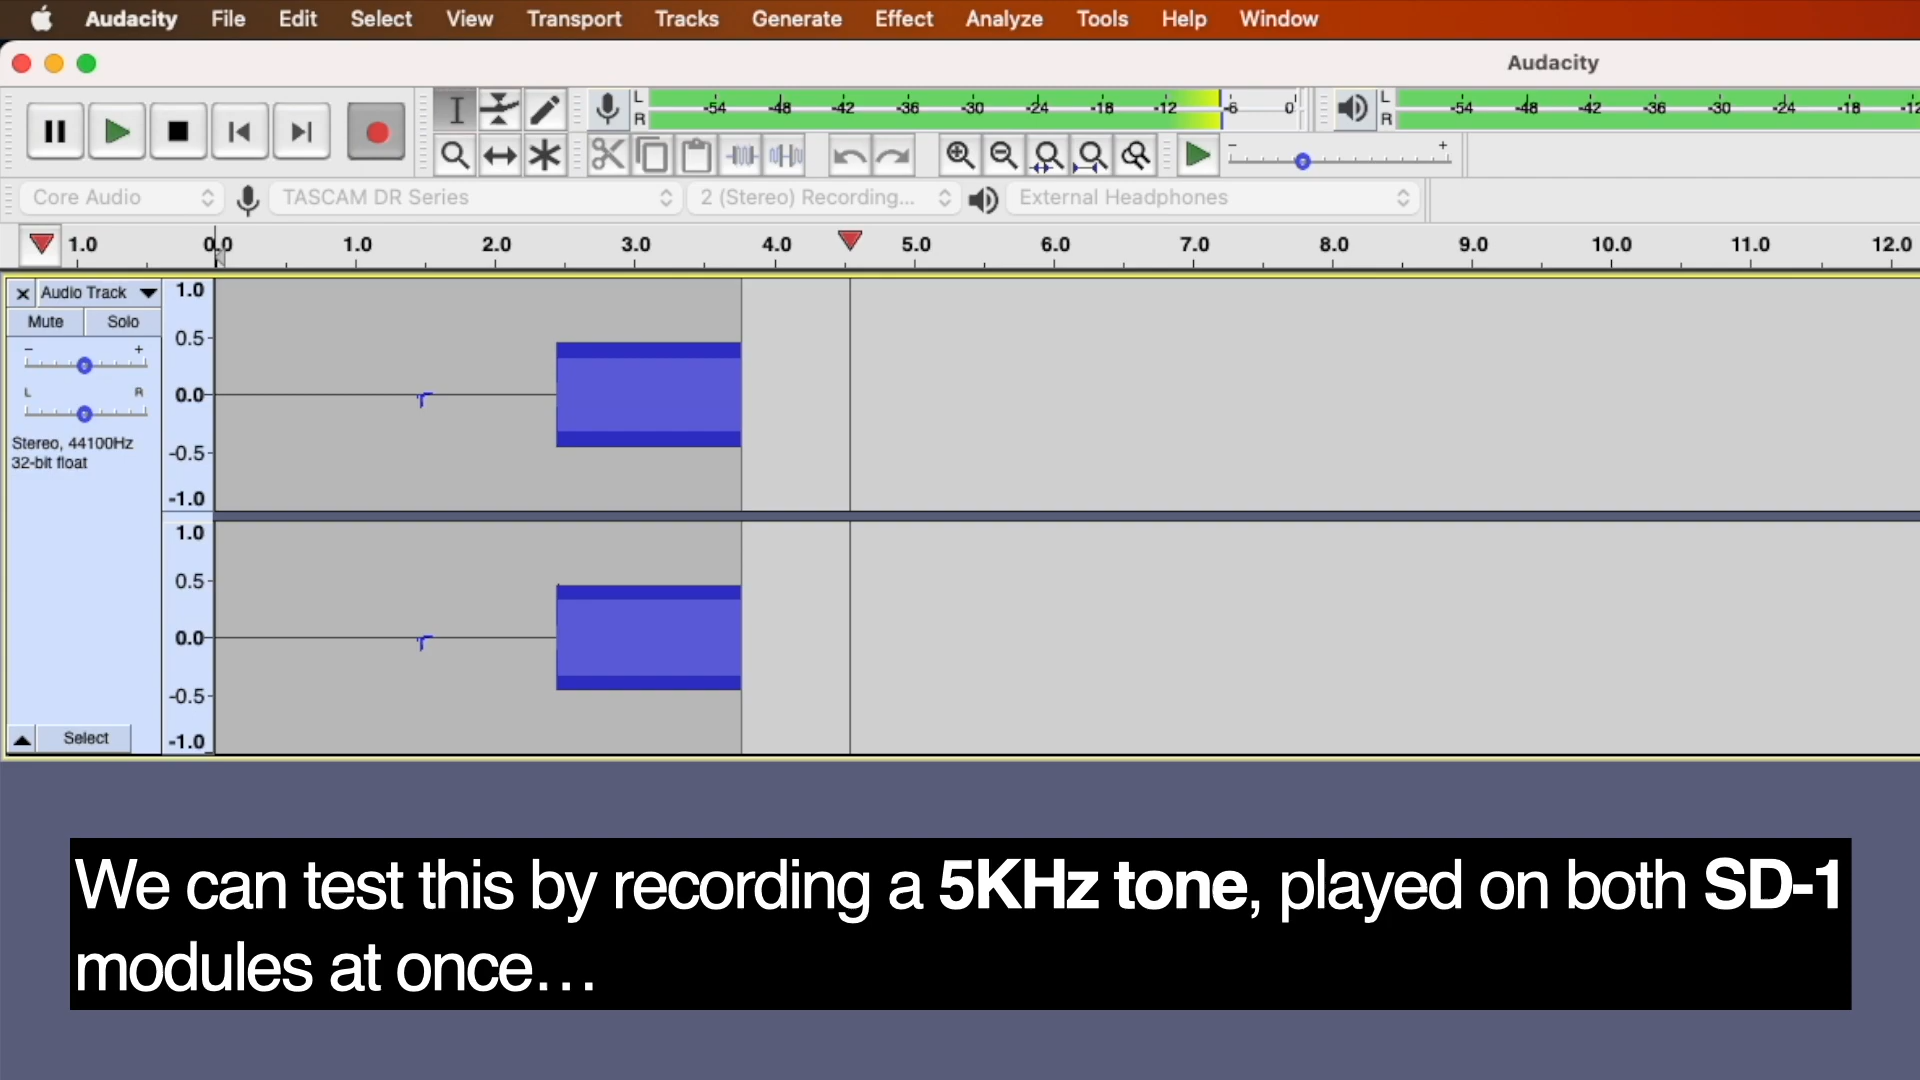 Audacity File Edit Select View Transport Tracks Generate Effect Analyze Tools Help Window
Audacity
L -54 -48 -42 -36 -30 -24 -18 -12 -6 0 L -54 -48 -42 -36 -30 -24 -18 -12
R R
- +
Core Audio TASCAM DR Series 2 (Stereo) Recording... External Headphones
1.0 0.0 1.0 2.0 3.0 4.0 5.0 6.0 7.0 8.0 9.0 10.0 11.0 12.0
x Audio Track 1.0
Mute Solo
0.5
- +
L R
0.0
Stereo, 44100Hz
-0.5
32-bit float
-1.0
1.0
0.5
0.0
-0.5
Select -1.0
We can test this by recording a 5KHz tone, played on both SD-1
modules at once…